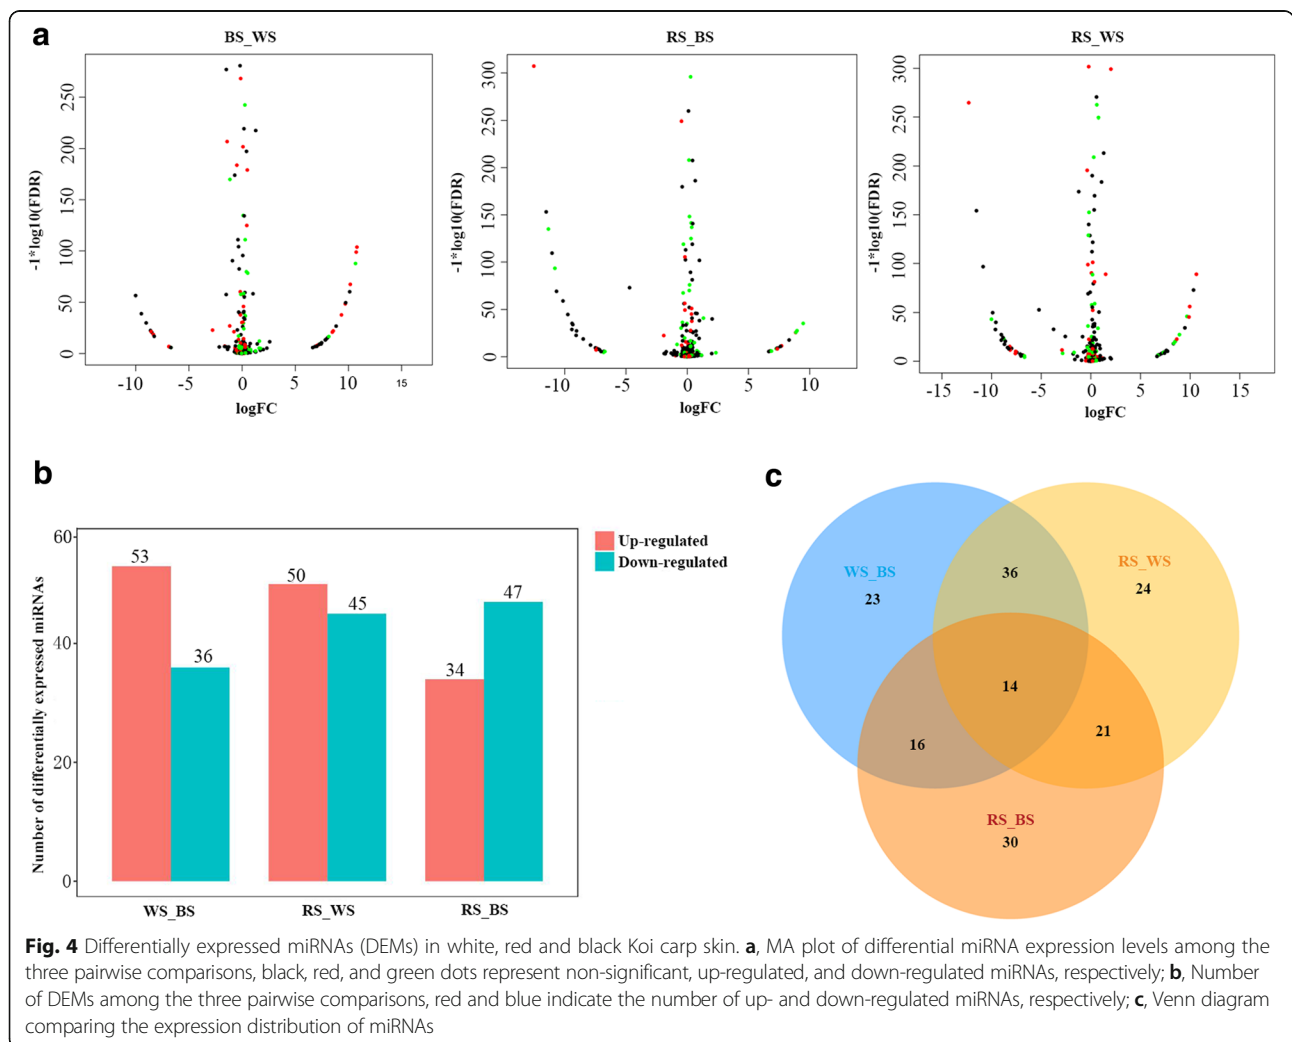 a
BS_WS
RS_BS
RS_WS
-1*log10(FDR)
250
200
150
100
50
0
-10 -5 0 5 10 15
logFC
-1*log10(FDR)
300
250
200
150
100
50
0
-10 -5 0 5 10
logFC
-1*log10(FDR)
300
250
200
150
100
50
0
-15 -10 -5 0 5 10 15
logFC
b
Number of differentially expressed miRNAs
60
40
20
0
53
36
50
45
34
47
WS_BS RS_WS RS_BS
Up-regulated
Down-regulated
c
WS_BS
23
36
RS_WS
24
14
16
21
RS_BS
30
Fig. 4 Differentially expressed miRNAs (DEMs) in white, red and black Koi carp skin. a, MA plot of differential miRNA expression levels among the
three pairwise comparisons, black, red, and green dots represent non-significant, up-regulated, and down-regulated miRNAs, respectively; b, Number
of DEMs among the three pairwise comparisons, red and blue indicate the number of up- and down-regulated miRNAs, respectively; c, Venn diagram
comparing the expression distribution of miRNAs